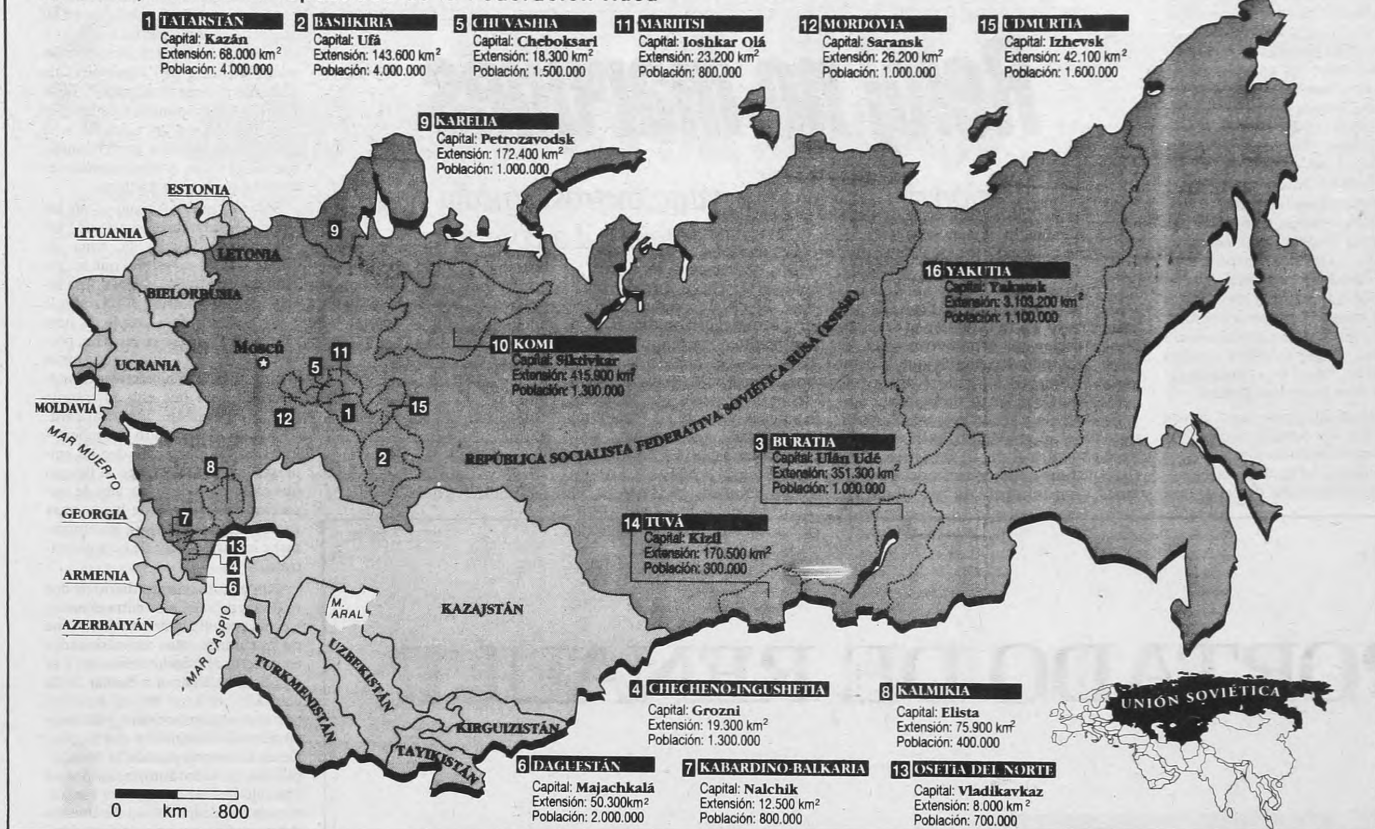 1 TATARSTÁN
Capital: Kazán
Extensión: 68.000 km²
Población: 4.000.000
2 BASHKIRIA
Capital: Ufá
Extensión: 143.600 km²
Población: 4.000.000
5 CHUVASHIA
Capital: Cheboksari
Extensión: 18.300 km²
Población: 1.500.000
11 MARIITSI
Capital: Ioshkar Olá
Extensión: 23.200 km²
Población: 800.000
12 MORDOVIA
Capital: Saransk
Extensión: 26.200 km²
Población: 1.000.000
15 UDMURTIA
Capital: Izhevsk
Extensión: 42.100 km²
Población: 1.600.000
9 KARELIA
Capital: Petrozavodsk
Extensión: 172.400 km²
Población: 1.000.000
ESTONIA
LITUANIA
LETONIA
9
BIELORRUSIA
16 YAKUTIA
Capital: Yakutsk
Extensión: 3.103.200 km²
Población: 1.100.000
Moscú
UCRANIA
10 KOMI
Capital: Siktivkar
Extensión: 415.900 km²
Población: 1.300.000
11
5
1
15
12
2
MOLDAVIA
REPÚBLICA SOCIALISTA FEDERATIVA SOVIÉTICA RUSA (RSFSR)
MAR MUERTO
3 BURATIA
Capital: Ulán Udé
Extensión: 351.300 km²
Población: 1.000.000
8
GEORGIA
7
14 TUVÁ
Capital: Kizil
Extensión: 170.500 km²
Población: 300.000
13
4
6
ARMENIA
AZERBAIYÁN
MAR CASPIO
M. ARAL
KAZAJSTÁN
UZBEKISTÁN
TURKMENISTÁN
KIRGUIZISTÁN
TAYIKISTÁN
4 CHECHENO-INGUSHETIA
Capital: Grozni
Extensión: 19.300 km²
Población: 1.300.000
8 KALMIKIA
Capital: Elista
Extensión: 75.900 km²
Población: 400.000
UNIÓN SOVIÉTICA
6 DAGUESTÁN
Capital: Majachkalá
Extensión: 50.300km²
Población: 2.000.000
7 KABARDINO-BALKARIA
Capital: Nalchik
Extensión: 12.500 km²
Población: 800.000
13 OSETIA DEL NORTE
Capital: Vladikavkaz
Extensión: 8.000 km²
Población: 700.000
0 km 800